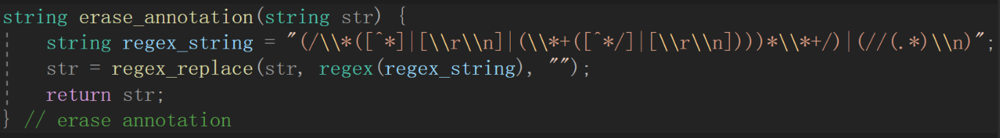 string erase_annotation(string str) {
    string regex_string = "(/\\*([^*]|[\\r\\n]|(\\*+([^*/]|[\\r\\n])))*\\*+/)|(//(.*)\\n)";
    str = regex_replace(str, regex(regex_string), "");
    return str;
} // erase annotation